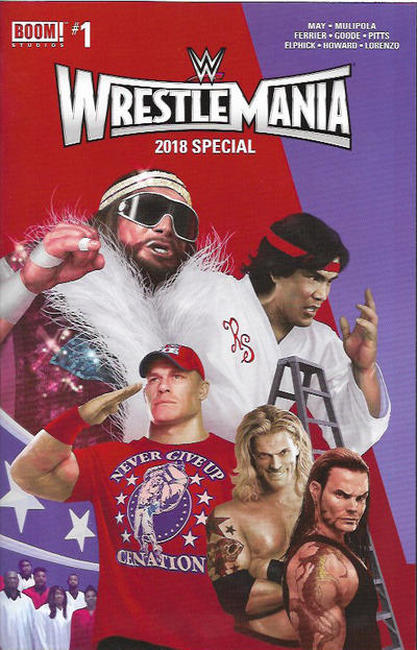 BOOM!
STUDIOS
#1
MAY • MULIPOLA
FERRIER • GOODE • PITTS
ELPHICK • HOWARD • LORENZO
W
WRESTLEMANIA
2018 SPECIAL
RS
NEVER GIVE UP
CENATION